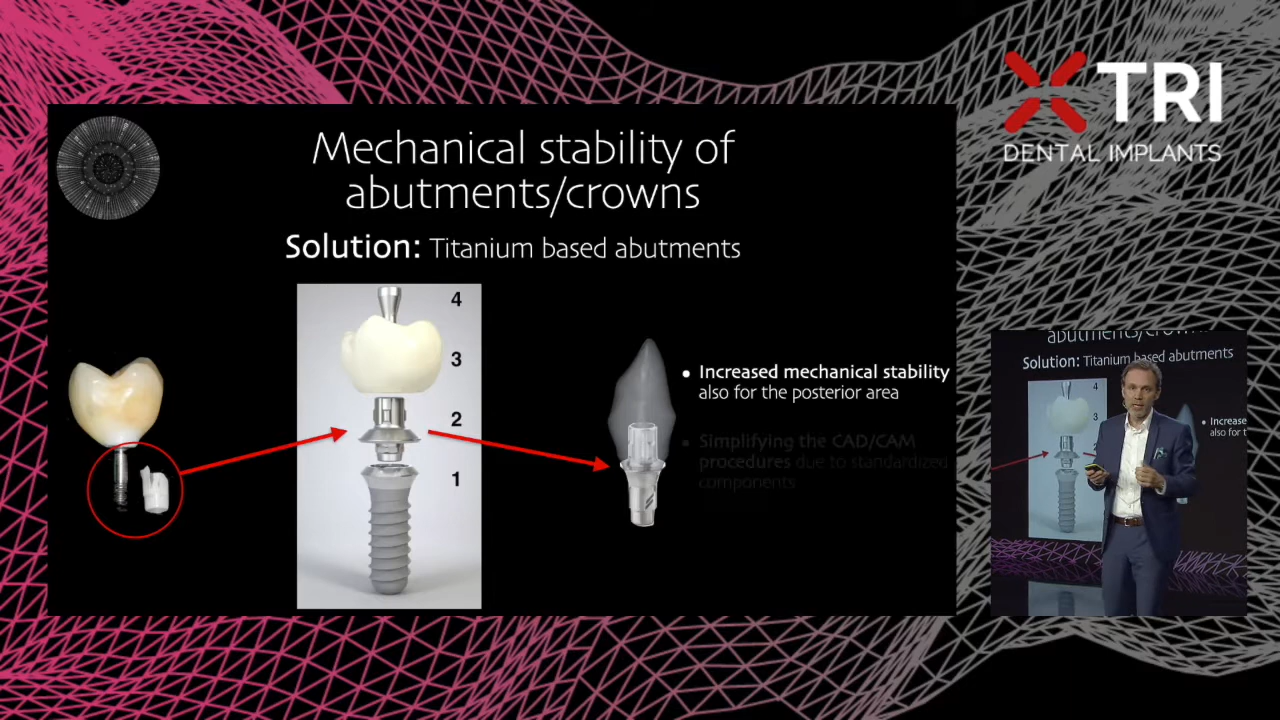 TRI
DENTAL IMPLANTS
Mechanical stability of
abutments/crowns
Solution: Titanium based abutments
4
3
2
1
• Increased mechanical stability
also for the posterior area
• Simplifying the CAD/CAM
procedures due to standardized
components
abutments/crowns
Solution: Titanium based abutments
4
3
• Increase
also for t